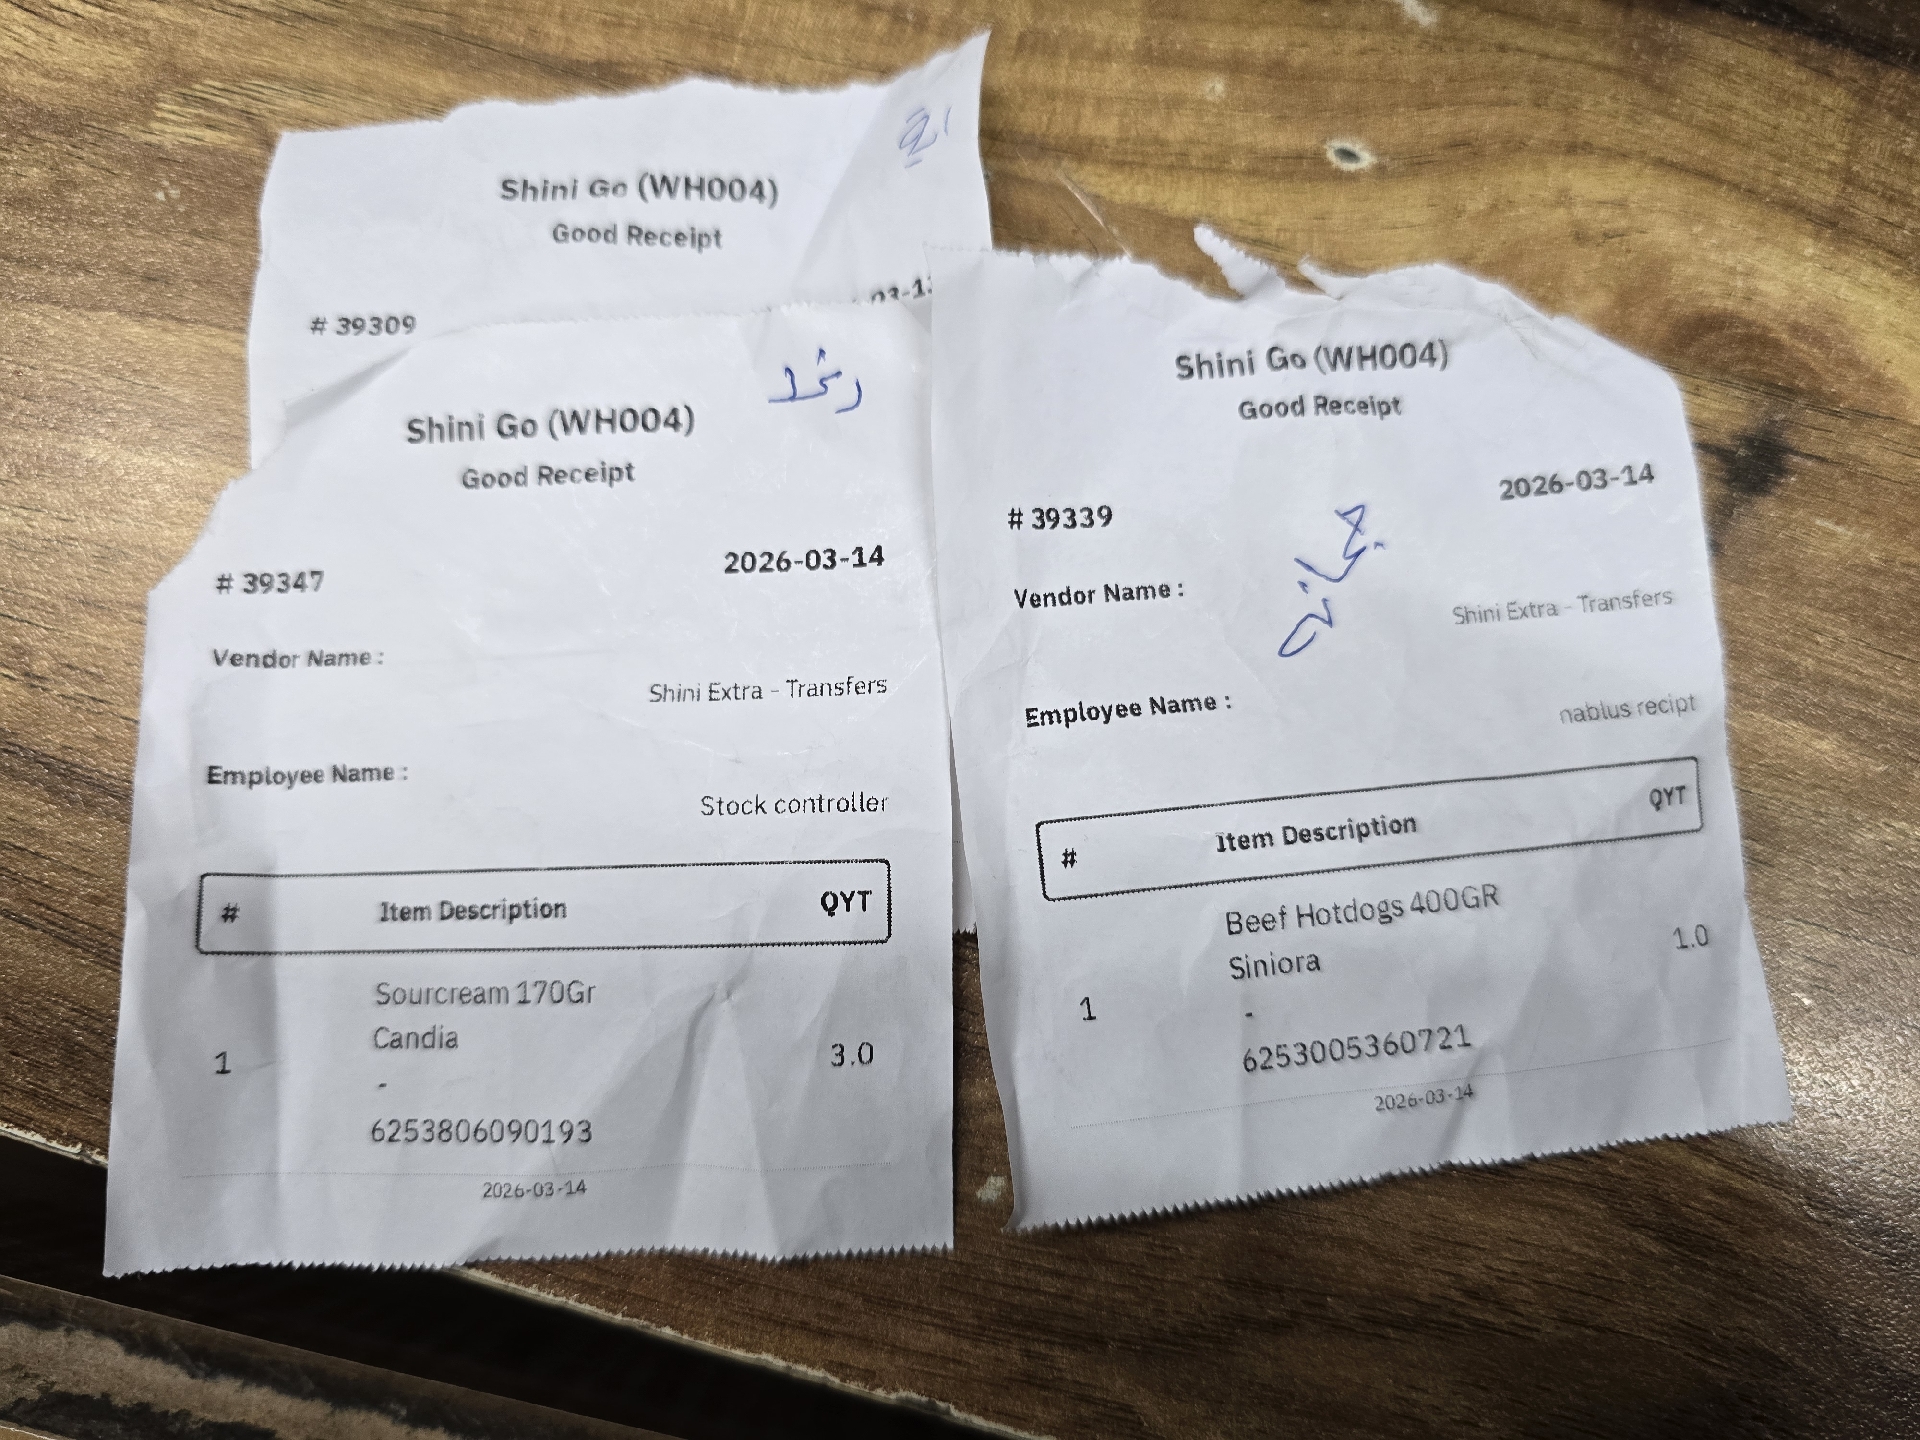 Shini Go (WH004)
Good Receipt
# 39309
Shini Go (WH004)
Good Receipt
# 39347
2026-03-14
Vendor Name :
Shini Extra - Transfers
Employee Name :
Stock controller
# Item Description QYT
Sourcream 170Gr
Candia
1 3.0
-
6253806090193
2026-03-14
Shini Go (WH004)
Good Receipt
2026-03-14
# 39339
Vendor Name :
Shini Extra - Transfers
Employee Name :
nablus recipt
# Item Description QYT
Beef Hotdogs 400GR
Siniora
1 1.0
-
6253005360721
2026-03-14